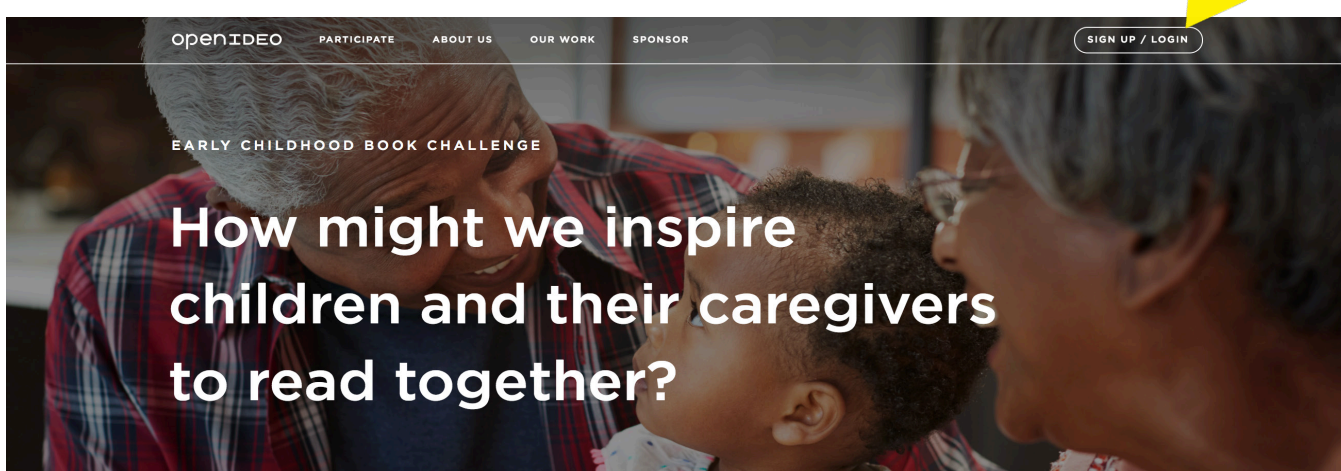 openIDEO
PARTICIPATE
ABOUT US
OUR WORK
SPONSOR
SIGN UP / LOGIN
EARLY CHILDHOOD BOOK CHALLENGE
How might we inspire
children and their caregivers
to read together?